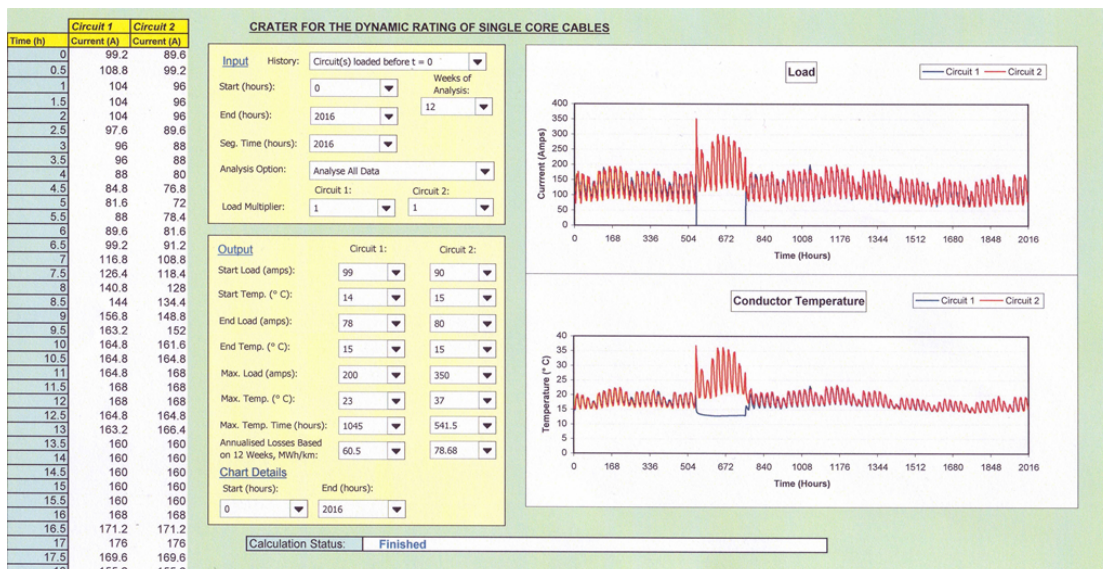 CRATER FOR THE DYNAMIC RATING OF SINGLE CORE CABLES
Circuit 1 Circuit 2
Time (h) Current (A) Current (A)
0 99.2 89.6
0.5 108.8 99.2
1 104 96
1.5 104 96
2 104 96
2.5 97.6 89.6
3 96 88
3.5 96 88
4 88 80
4.5 84.8 76.8
5 81.6 72
5.5 88 78.4
6 89.6 81.6
6.5 99.2 91.2
7 116.8 108.8
7.5 126.4 118.4
8 140.8 128
8.5 144 134.4
9 156.8 148.8
9.5 163.2 152
10 164.8 161.6
10.5 164.8 164.8
11 164.8 168
11.5 168 168
12 168 168
12.5 164.8 164.8
13 163.2 166.4
13.5 160 160
14 160 160
14.5 160 160
15 160 160
15.5 160 160
16 168 168
16.5 171.2 171.2
17 176 176
17.5 169.6 169.6
Input History: Circuit(s) loaded before t = 0
Start (hours): 0
Weeks of
Analysis:
12
End (hours): 2016
Seg. Time (hours): 2016
Analysis Option: Analyse All Data
Circuit 1: Circuit 2:
Load Multiplier: 1 1
Output Circuit 1: Circuit 2:
Start Load (amps): 99 90
Start Temp. (° C): 14 15
End Load (amps): 78 80
End Temp. (° C): 15 15
Max. Load (amps): 200 350
Max. Temp. (° C): 23 37
Max. Temp. Time (hours): 1045 541.5
Annualised Losses Based
on 12 Weeks, MWh/km: 60.5 78.68
Chart Details
Start (hours): End (hours):
0 2016
Calculation Status: Finished
Load
Circuit 1 Circuit 2
Currrent (Amps)
400
350
300
250
200
150
100
50
0
0 168 336 504 672 840 1008 1176 1344 1512 1680 1848 2016
Time (Hours)
Conductor Temperature
Circuit 1 Circuit 2
Temperature (° C)
40
35
30
25
20
15
10
5
0
0 168 336 504 672 840 1008 1176 1344 1512 1680 1848 2016
Time (Hours)